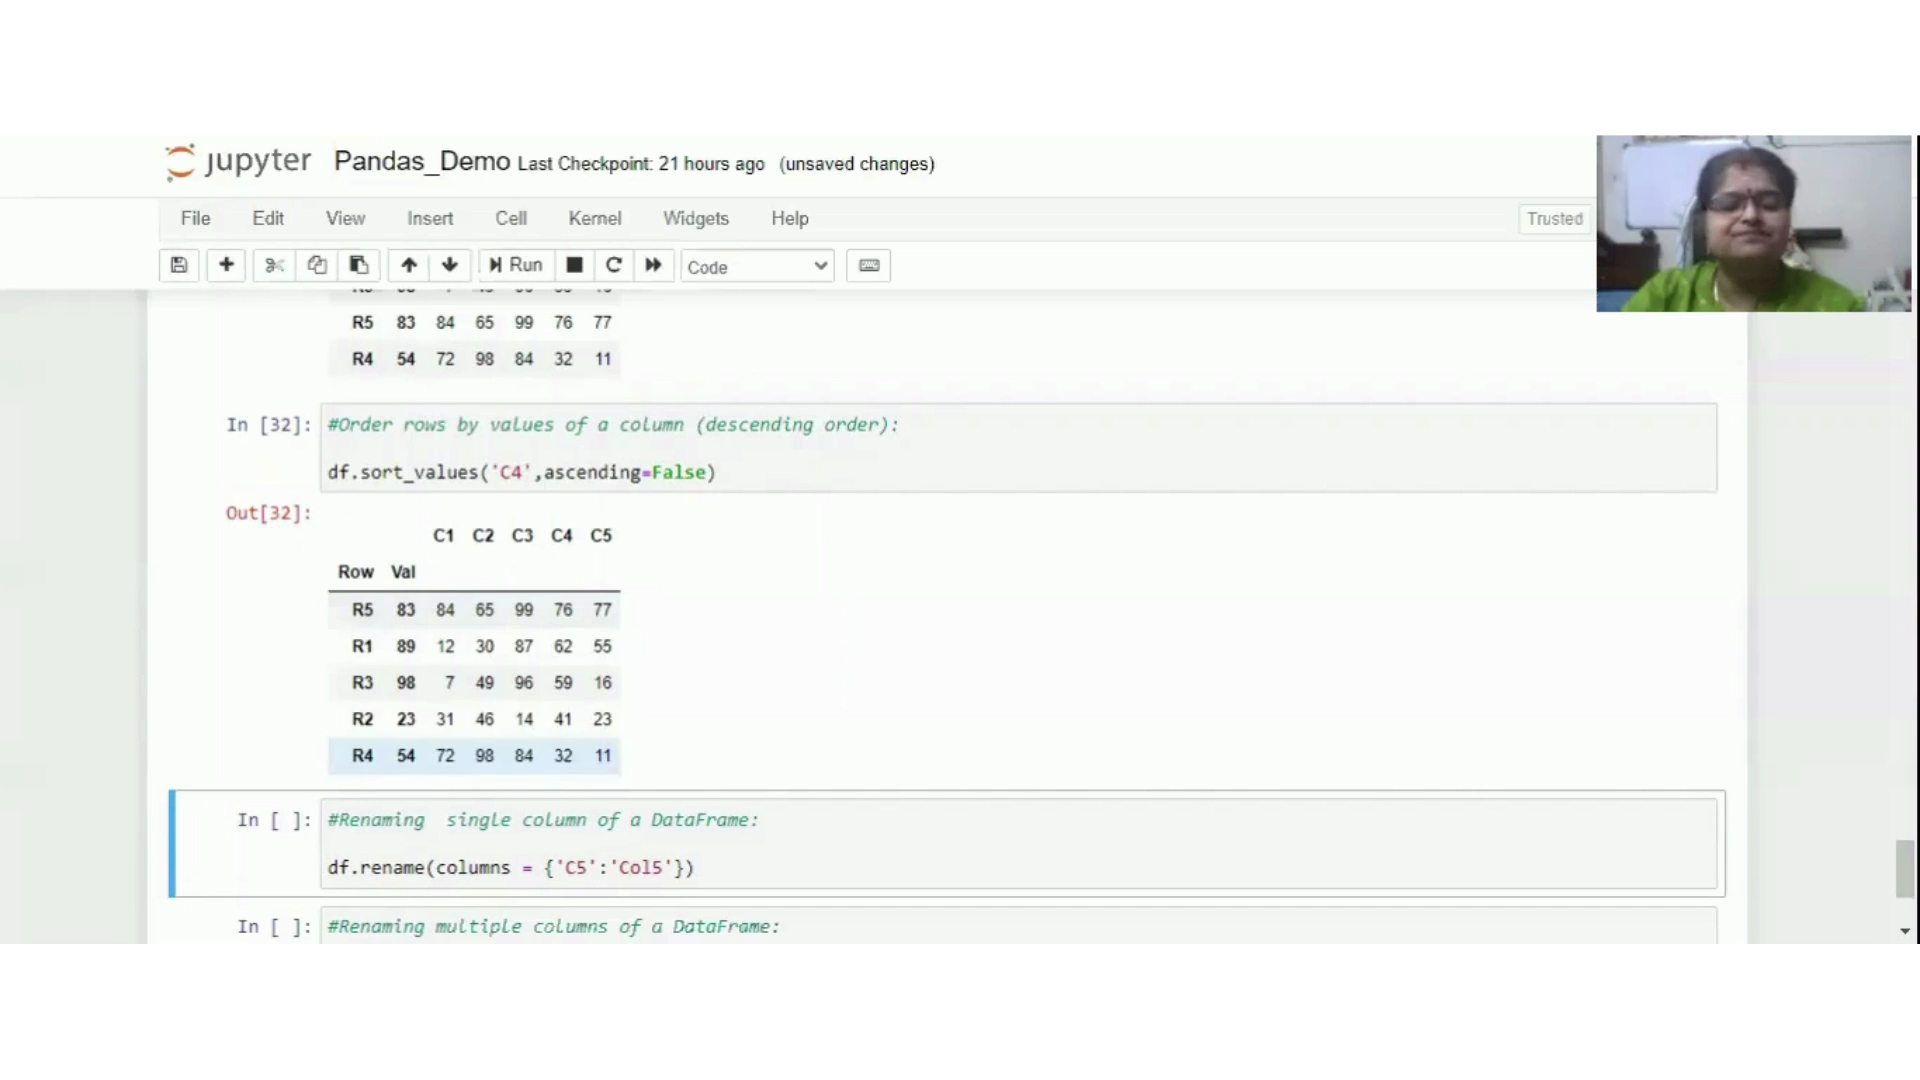 jupyter Pandas_Demo Last Checkpoint: 21 hours ago (unsaved changes)
File Edit View Insert Cell Kernel Widgets Help Trusted
Run Code
R5 83 84 65 99 76 77
R4 54 72 98 84 32 11
In [32]: #Order rows by values of a column (descending order):
df.sort_values('C4',ascending=False)
Out[32]:
C1 C2 C3 C4 C5
Row Val
R5 83 84 65 99 76 77
R1 89 12 30 87 62 55
R3 98 7 49 96 59 16
R2 23 31 46 14 41 23
R4 54 72 98 84 32 11
In [ ]: #Renaming  single column of a DataFrame:
df.rename(columns = {'C5':'Col5'})
In [ ]: #Renaming multiple columns of a DataFrame: